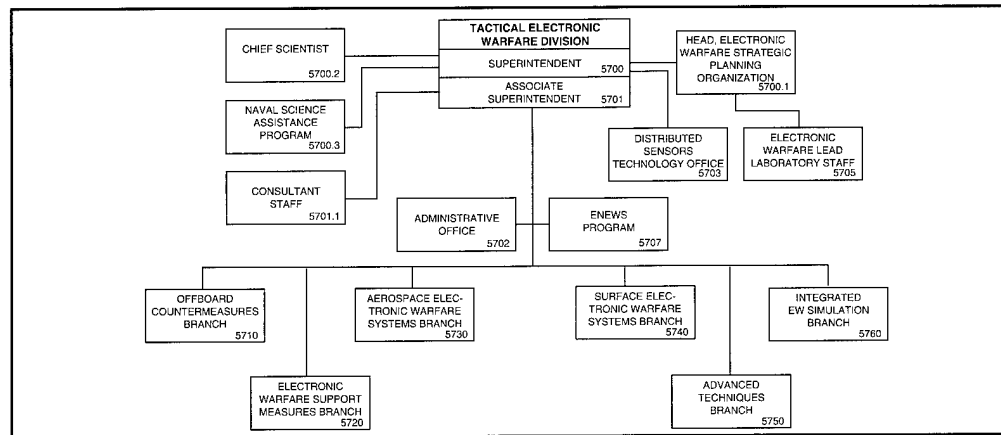 TACTICAL ELECTRONIC
WARFARE DIVISION
SUPERINTENDENT 5700
ASSOCIATE
SUPERINTENDENT 5701
CHIEF SCIENTIST
5700.2
HEAD, ELECTRONIC
WARFARE STRATEGIC
PLANNING
ORGANIZATION
5700.1
NAVAL SCIENCE
ASSISTANCE
PROGRAM
5700.3
DISTRIBUTED
SENSORS
TECHNOLOGY OFFICE
5703
ELECTRONIC
WARFARE LEAD
LABORATORY STAFF
5705
CONSULTANT
STAFF
5701.1
ADMINISTRATIVE
OFFICE
5702
ENEWS
PROGRAM
5707
OFFBOARD
COUNTERMEASURES
BRANCH
5710
AEROSPACE ELEC-
TRONIC WARFARE
SYSTEMS BRANCH
5730
SURFACE ELEC-
TRONIC WARFARE
SYSTEMS BRANCH
5740
INTEGRATED
EW SIMULATION
BRANCH
5760
ELECTRONIC
WARFARE SUPPORT
MEASURES BRANCH
5720
ADVANCED
TECHNIQUES
BRANCH
5750